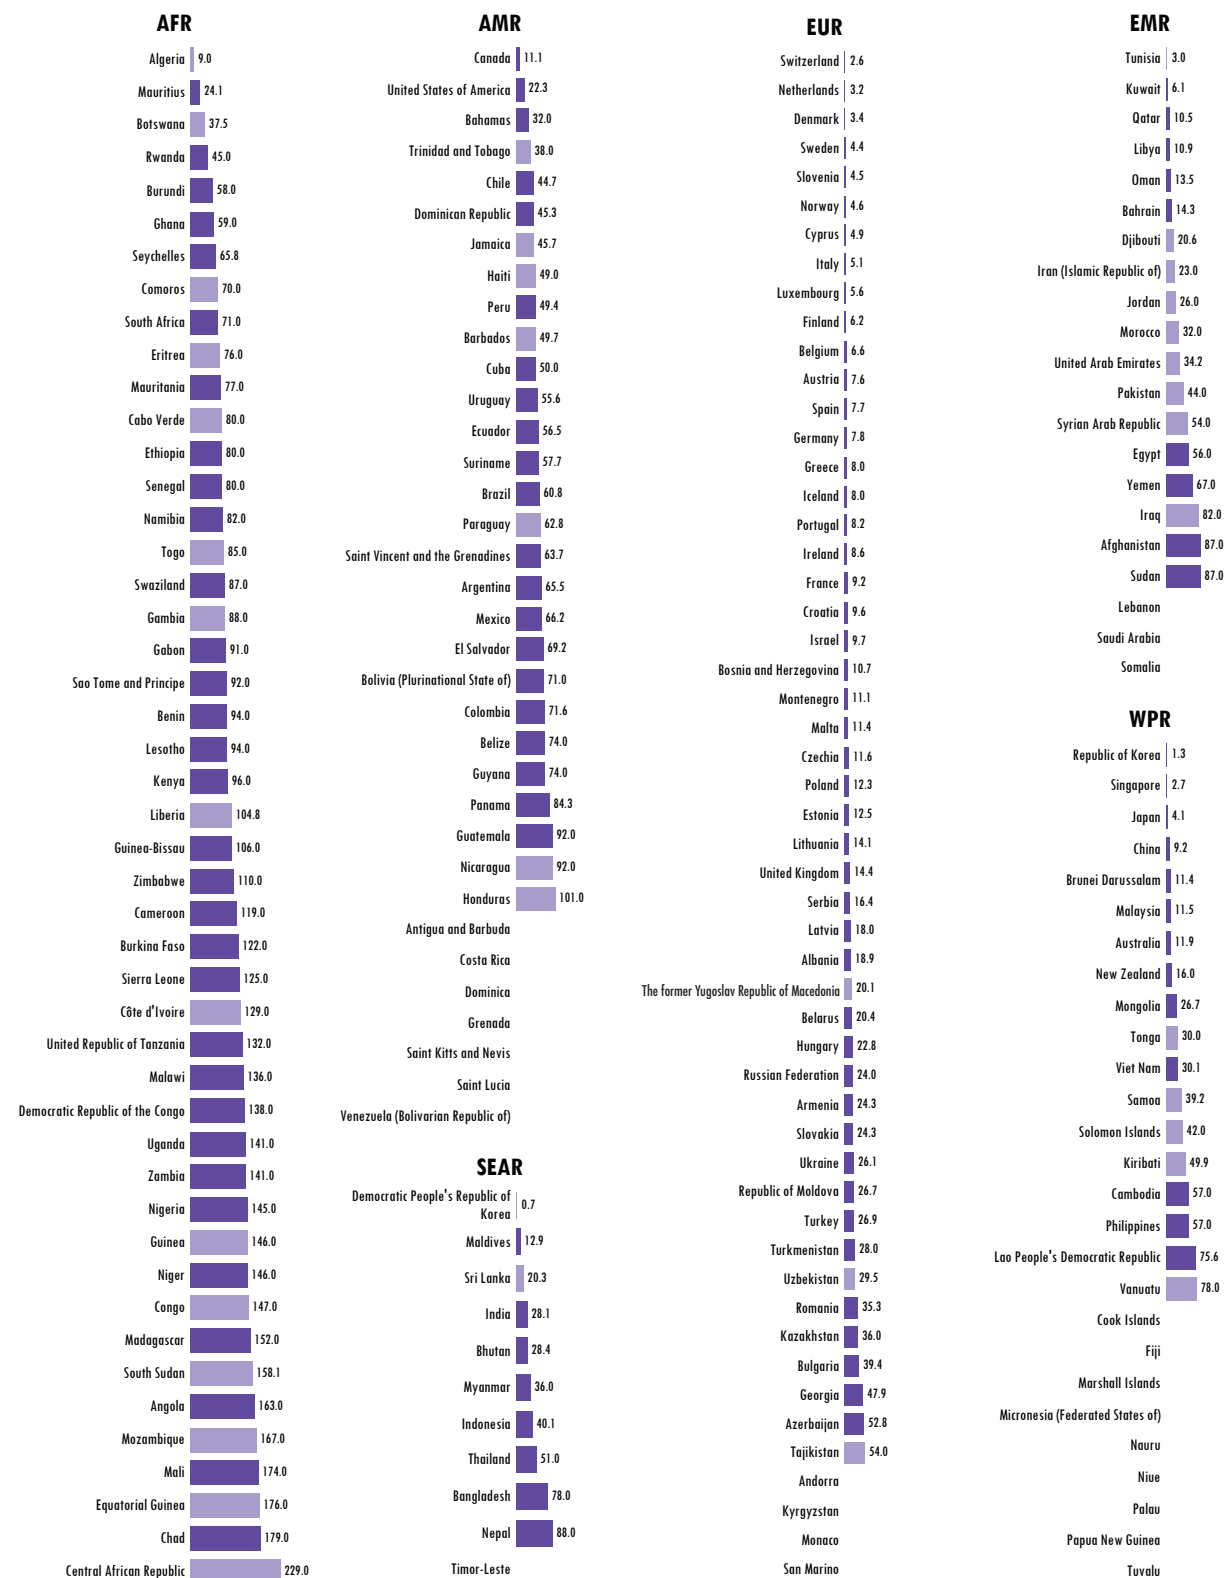 AFR
Algeria 9.0
Mauritius 24.1
Botswana 37.5
Rwanda 45.0
Burundi 58.0
Ghana 59.0
Seychelles 65.8
Comoros 70.0
South Africa 71.0
Eritrea 76.0
Mauritania 77.0
Cabo Verde 80.0
Ethiopia 80.0
Senegal 80.0
Namibia 82.0
Togo 85.0
Swaziland 87.0
Gambia 88.0
Gabon 91.0
Sao Tome and Principe 92.0
Benin 94.0
Lesotho 94.0
Kenya 96.0
Liberia 104.8
Guinea-Bissau 106.0
Zimbabwe 110.0
Cameroon 119.0
Burkina Faso 122.0
Sierra Leone 125.0
Côte d'Ivoire 129.0
United Republic of Tanzania 132.0
Malawi 136.0
Democratic Republic of the Congo 138.0
Uganda 141.0
Zambia 141.0
Nigeria 145.0
Guinea 146.0
Niger 146.0
Congo 147.0
Madagascar 152.0
South Sudan 158.1
Angola 163.0
Mozambique 167.0
Mali 174.0
Equatorial Guinea 176.0
Chad 179.0
Central African Republic 229.0
AMR
Canada 11.1
United States of America 22.3
Bahamas 32.0
Trinidad and Tobago 38.0
Chile 44.7
Dominican Republic 45.3
Jamaica 45.7
Haiti 49.0
Peru 49.4
Barbados 49.7
Cuba 50.0
Uruguay 55.6
Ecuador 56.5
Suriname 57.7
Brazil 60.8
Paraguay 62.8
Saint Vincent and the Grenadines 63.7
Argentina 65.5
Mexico 66.2
El Salvador 69.2
Bolivia (Plurinational State of) 71.0
Colombia 71.6
Belize 74.0
Guyana 74.0
Panama 84.3
Guatemala 92.0
Nicaragua 92.0
Honduras 101.0
Antigua and Barbuda
Costa Rica
Dominica
Grenada
Saint Kitts and Nevis
Saint Lucia
Venezuela (Bolivarian Republic of)
SEAR
Democratic People's Republic of
Korea 0.7
Maldives 12.9
Sri Lanka 20.3
India 28.1
Bhutan 28.4
Myanmar 36.0
Indonesia 40.1
Thailand 51.0
Bangladesh 78.0
Nepal 88.0
Timor-Leste
EUR
Switzerland 2.6
Netherlands 3.2
Denmark 3.4
Sweden 4.4
Slovenia 4.5
Norway 4.6
Cyprus 4.9
Italy 5.1
Luxembourg 5.6
Finland 6.2
Belgium 6.6
Austria 7.6
Spain 7.7
Germany 7.8
Greece 8.0
Iceland 8.0
Portugal 8.2
Ireland 8.6
France 9.2
Croatia 9.6
Israel 9.7
Bosnia and Herzegovina 10.7
Montenegro 11.1
Malta 11.4
Czechia 11.6
Poland 12.3
Estonia 12.5
Lithuania 14.1
United Kingdom 14.4
Serbia 16.4
Latvia 18.0
Albania 18.9
The former Yugoslav Republic of Macedonia 20.1
Belarus 20.4
Hungary 22.8
Russian Federation 24.0
Armenia 24.3
Slovakia 24.3
Ukraine 26.1
Republic of Moldova 26.7
Turkey 26.9
Turkmenistan 28.0
Uzbekistan 29.5
Romania 35.3
Kazakhstan 36.0
Bulgaria 39.4
Georgia 47.9
Azerbaijan 52.8
Tajikistan 54.0
Andorra
Kyrgyzstan
Monaco
San Marino
EMR
Tunisia 3.0
Kuwait 6.1
Qatar 10.5
Libya 10.9
Oman 13.5
Bahrain 14.3
Djibouti 20.6
Iran (Islamic Republic of) 23.0
Jordan 26.0
Morocco 32.0
United Arab Emirates 34.2
Pakistan 44.0
Syrian Arab Republic 54.0
Egypt 56.0
Yemen 67.0
Iraq 82.0
Afghanistan 87.0
Sudan 87.0
Lebanon
Saudi Arabia
Somalia
WPR
Republic of Korea 1.3
Singapore 2.7
Japan 4.1
China 9.2
Brunei Darussalam 11.4
Malaysia 11.5
Australia 11.9
New Zealand 16.0
Mongolia 26.7
Tonga 30.0
Viet Nam 30.1
Samoa 39.2
Solomon Islands 42.0
Kiribati 49.9
Cambodia 57.0
Philippines 57.0
Lao People's Democratic Republic 75.6
Vanuatu 78.0
Cook Islands
Fiji
Marshall Islands
Micronesia (Federated States of)
Nauru
Niue
Palau
Papua New Guinea
Tuvalu